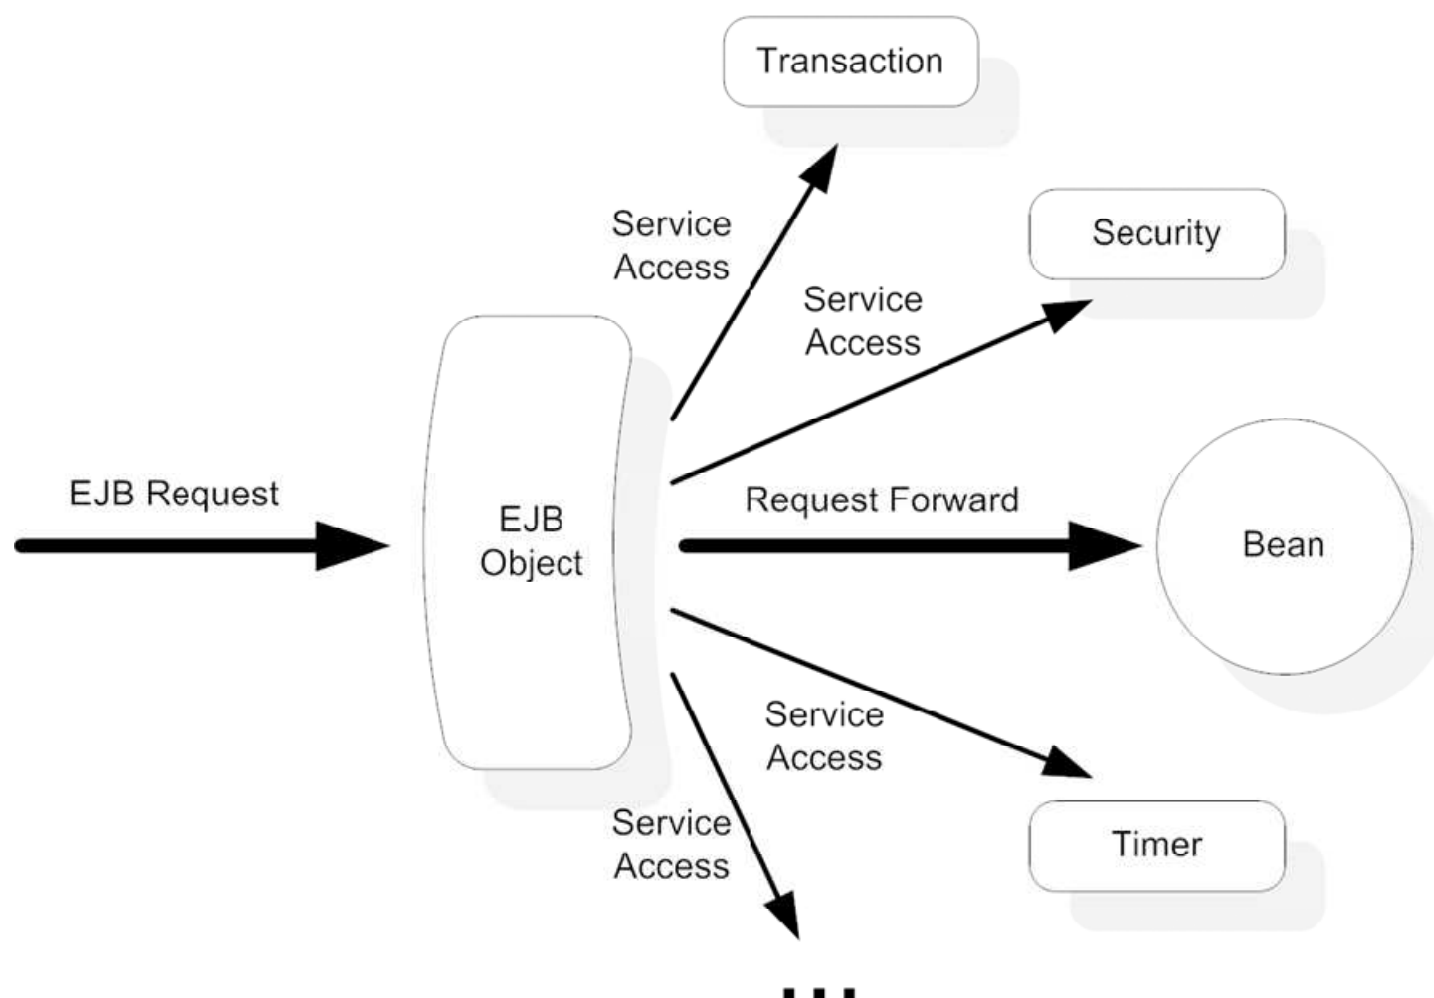 Transaction
Service
Access
Security
Service
Access
EJB Request
Request Forward
EJB
Object
Bean
Service
Access
Service
Access
Timer
...